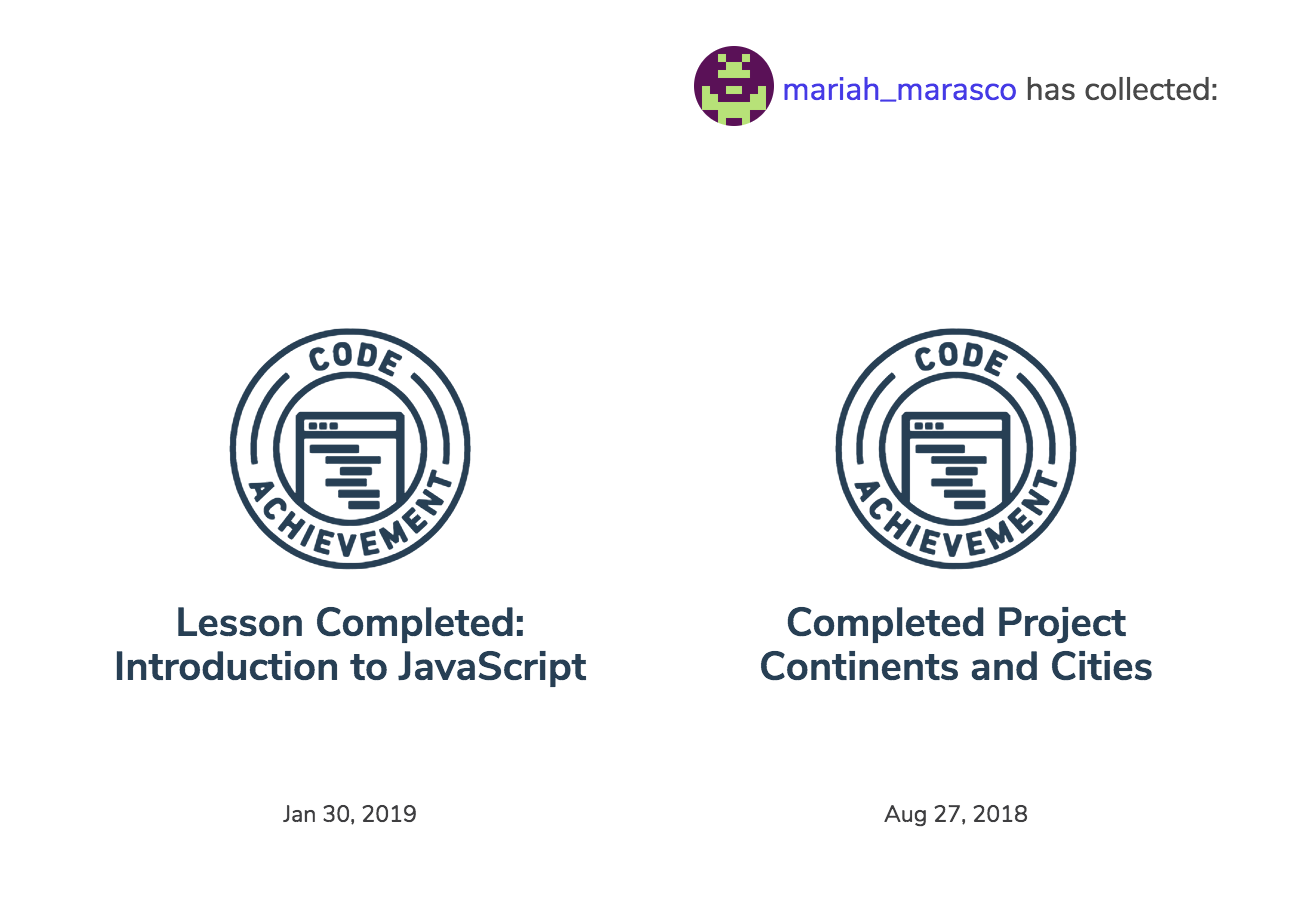 mariah_marasco has collected:
CODE
ACHIEVEMENT
Lesson Completed:
Introduction to JavaScript
Jan 30, 2019
CODE
ACHIEVEMENT
Completed Project
Continents and Cities
Aug 27, 2018